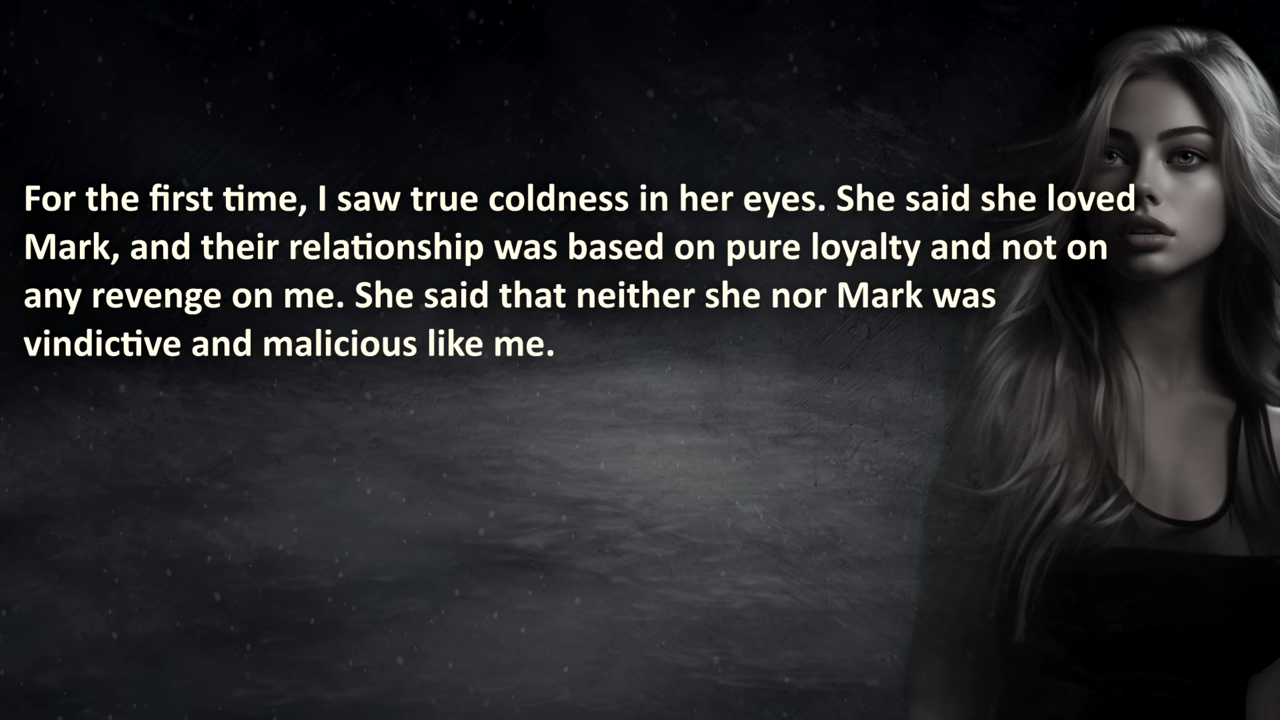 For the first time, I saw true coldness in her eyes. She said she loved
Mark, and their relationship was based on pure loyalty and not on
any revenge on me. She said that neither she nor Mark was
vindictive and malicious like me.